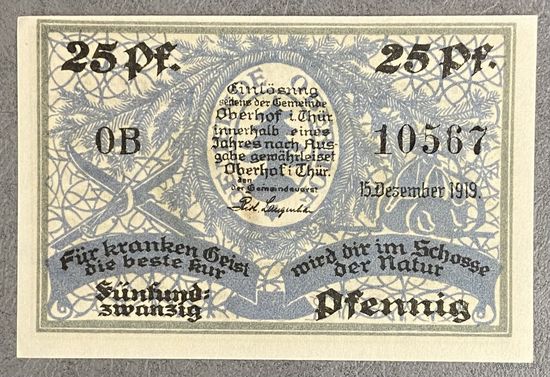 25 Pf.
25 Pf.
Einlösung
seitens der Gemeinde
Oberhof i. Thür.
innerhalb eines
Jahres nach Aus-
gabe gewährleistet
Oberhof i. Thür.
den
der Gemeindevorst.
OB
10567
15. Dezember 1919.
Für kranken Geist
die beste Kur
wird dir im Schosse
der Natur
Fünfund-
zwanzig
Pfennig